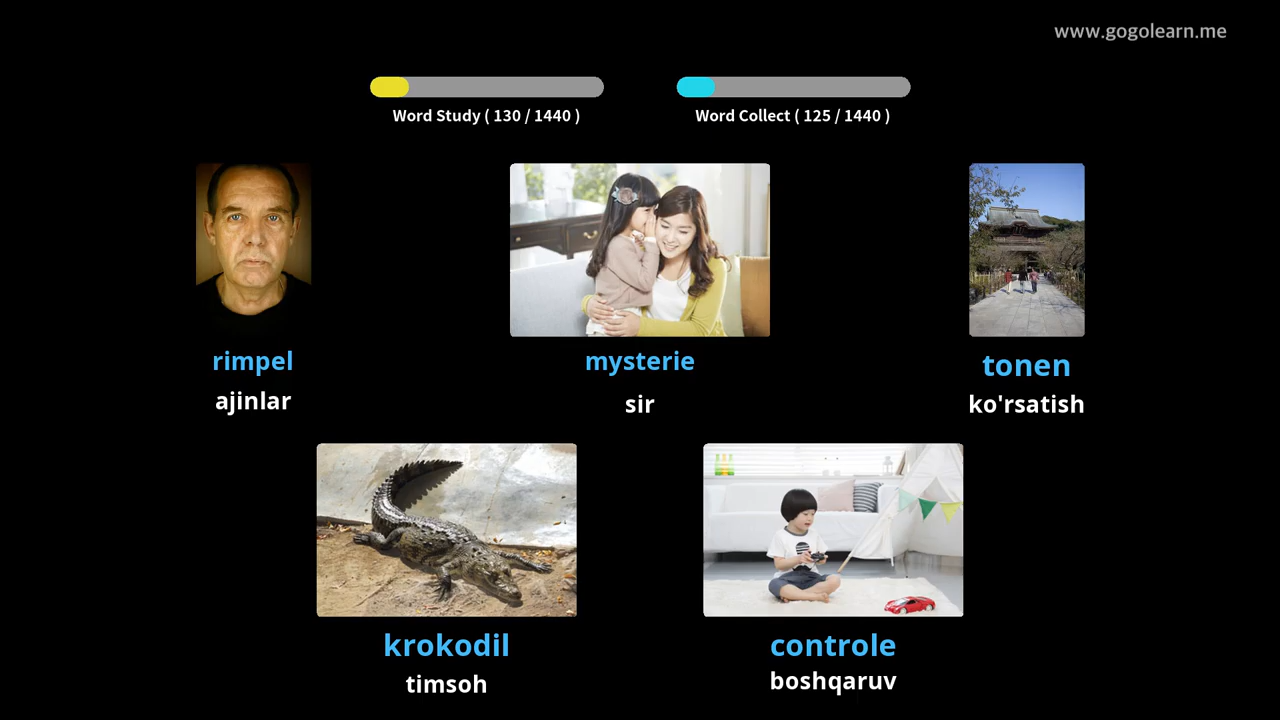 www.gogolearn.me
Word Study ( 130 / 1440 )
Word Collect ( 125 / 1440 )
rimpel
ajinlar
mysterie
sir
tonen
ko'rsatish
krokodil
timsoh
controle
boshqaruv